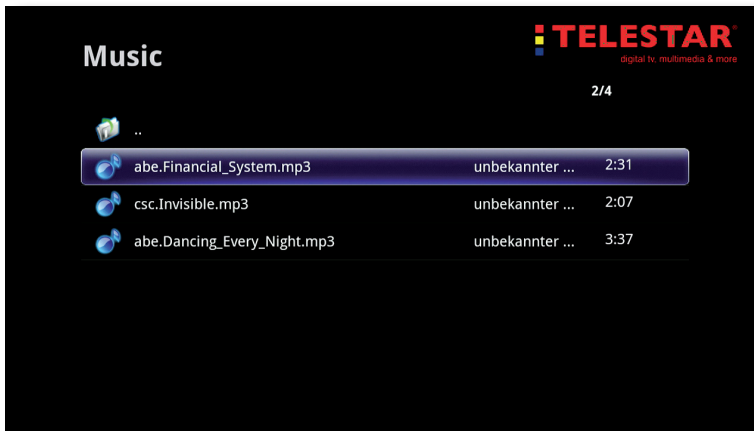 TELESTAR
digital tv, multimedia & more
Music
2/4
..
abe.Financial_System.mp3 unbekannter ... 2:31
csc.Invisible.mp3 unbekannter ... 2:07
abe.Dancing_Every_Night.mp3 unbekannter ... 3:37